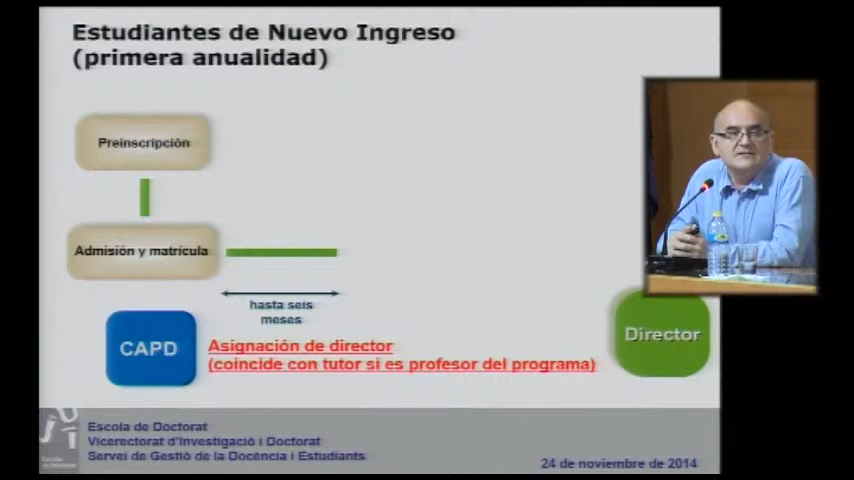 Estudiantes de Nuevo Ingreso
(primera anualidad)
Preinscripción
Admisión y matrícula
hasta seis
meses
CAPD
Asignación de director
(coincide con tutor si es profesor del programa)
Director
Escola de Doctorat
Vicerectorat d'Investigació i Doctorat
Servei de Gestió de la Docència i Estudiants
24 de noviembre de 2014